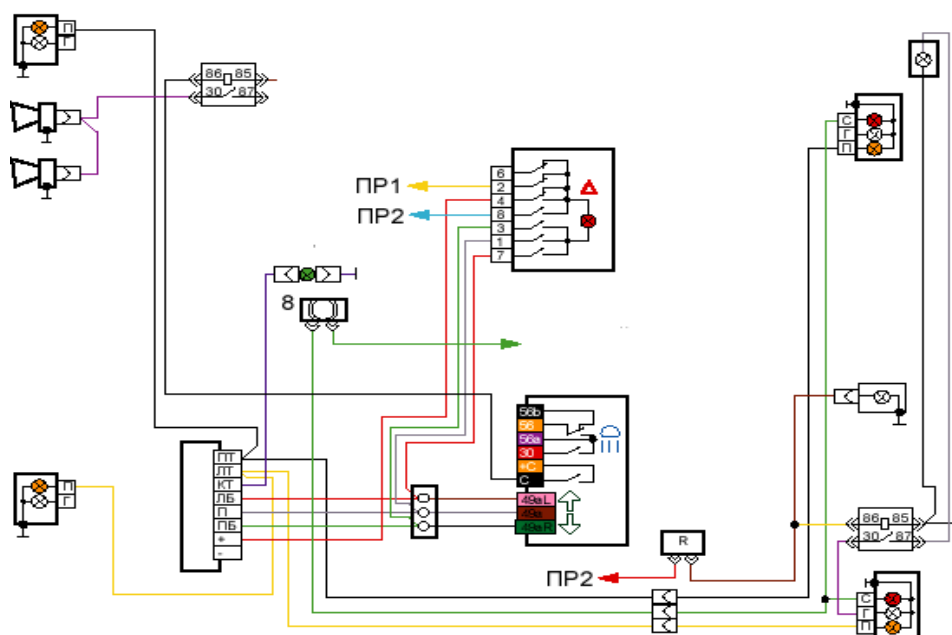 П
Г
86 85
30 87
С
Г
П
6
2
4
8
3
1
7
ПР1
ПР2
8
56b
56
56a
30
+C
C
49aL
49a
49aR
ПТ
ЛТ
КТ
ЛБ
П
ПБ
+
-
П
Г
R
ПР2
86 85
30 87
С
Г
П